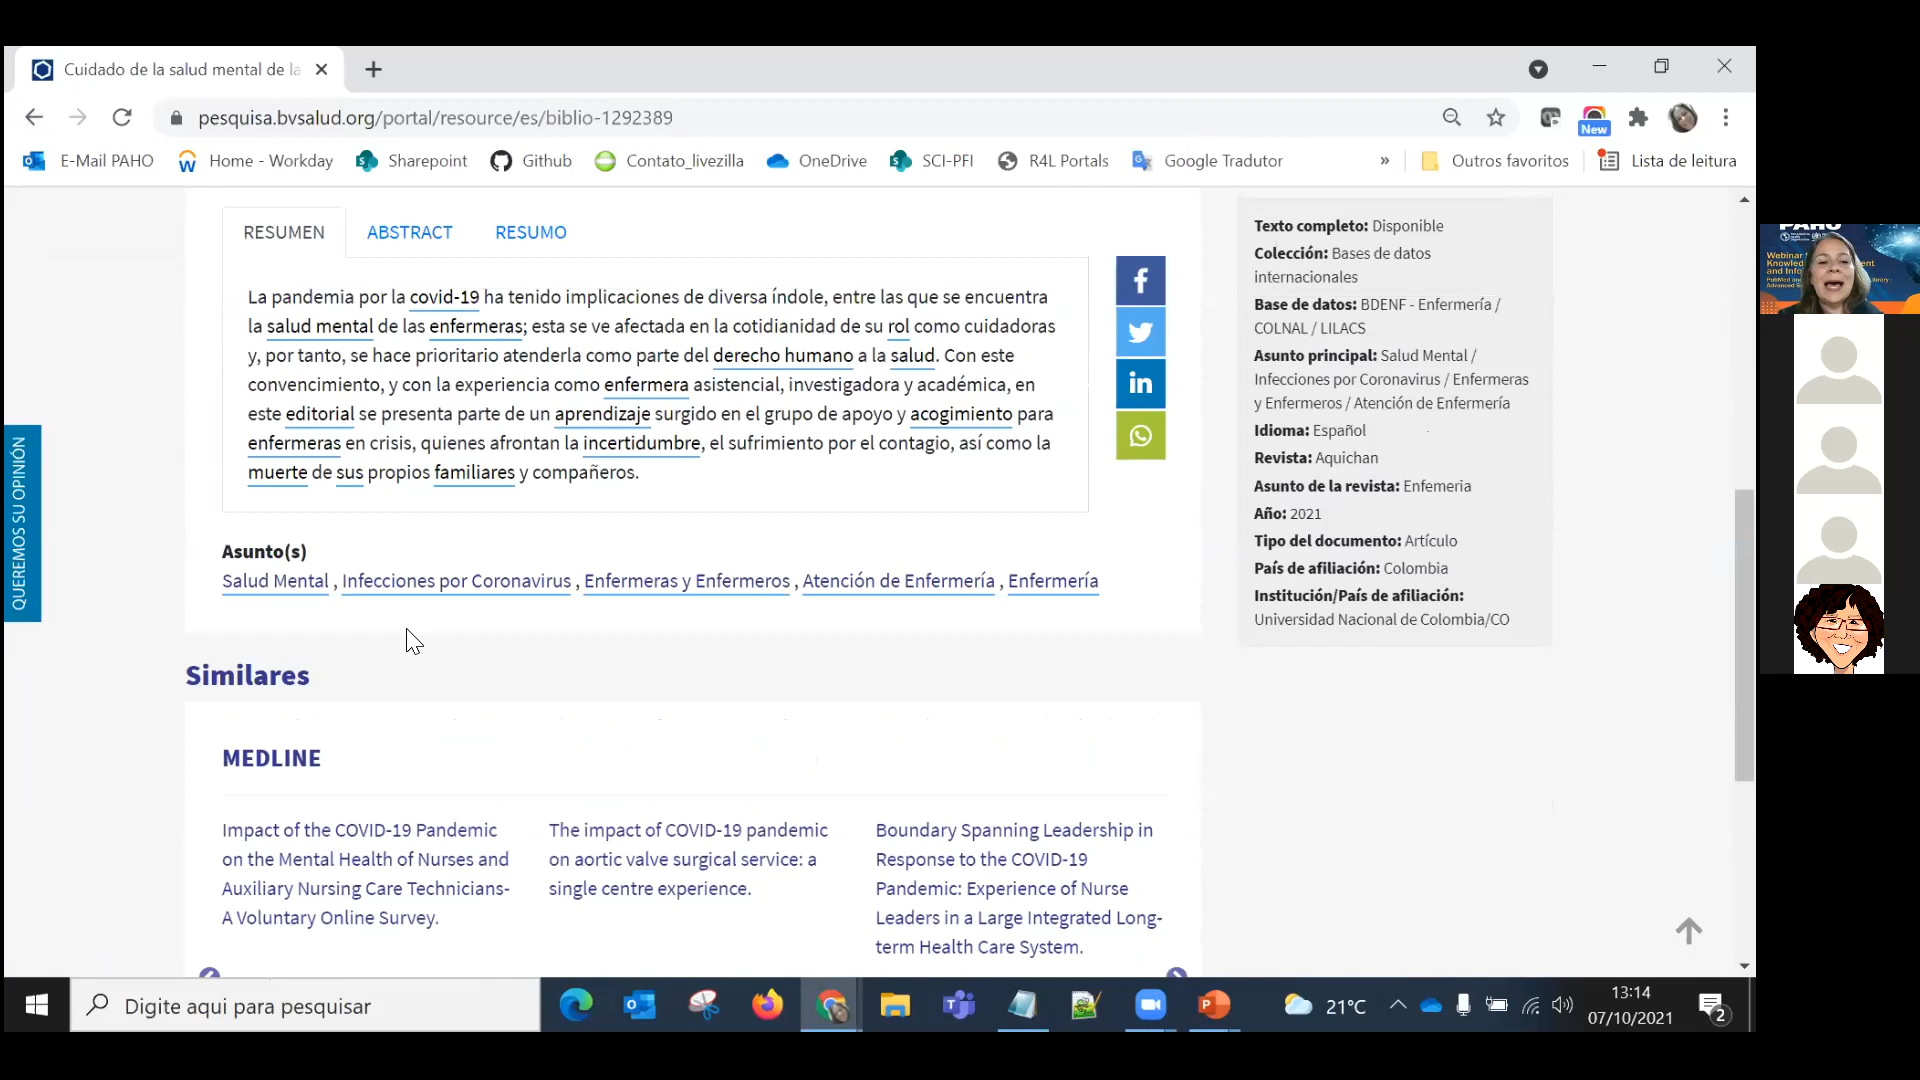 Cuidado de la salud mental de la
pesquisa.bvsalud.org/portal/resource/es/biblio-1292389
New
E-Mail PAHO
Home - Workday
Sharepoint
Github
Contato_livezilla
OneDrive
SCI-PFI
R4L Portals
Google Tradutor
»
Outros favoritos
Lista de leitura
QUEREMOS SU OPINIÓN
RESUMEN
ABSTRACT
RESUMO
La pandemia por la covid-19 ha tenido implicaciones de diversa índole, entre las que se encuentra
la salud mental de las enfermeras; esta se ve afectada en la cotidianidad de su rol como cuidadoras
y, por tanto, se hace prioritario atenderla como parte del derecho humano a la salud. Con este
convencimiento, y con la experiencia como enfermera asistencial, investigadora y académica, en
este editorial se presenta parte de un aprendizaje surgido en el grupo de apoyo y acogimiento para
enfermeras en crisis, quienes afrontan la incertidumbre, el sufrimiento por el contagio, así como la
muerte de sus propios familiares y compañeros.
Asunto(s)
Salud Mental , Infecciones por Coronavirus , Enfermeras y Enfermeros , Atención de Enfermería , Enfermería
Similares
MEDLINE
Impact of the COVID-19 Pandemic
on the Mental Health of Nurses and
Auxiliary Nursing Care Technicians-
A Voluntary Online Survey.
The impact of COVID-19 pandemic
on aortic valve surgical service: a
single centre experience.
Boundary Spanning Leadership in
Response to the COVID-19
Pandemic: Experience of Nurse
Leaders in a Large Integrated Long-
term Health Care System.
Texto completo: Disponible
Colección: Bases de datos
internacionales
Base de datos: BDENF - Enfermería /
COLNAL / LILACS
Asunto principal: Salud Mental /
Infecciones por Coronavirus / Enfermeras
y Enfermeros / Atención de Enfermería
Idioma: Español
Revista: Aquichan
Asunto de la revista: Enfemeria
Año: 2021
Tipo del documento: Artículo
País de afiliación: Colombia
Institución/País de afiliación:
Universidad Nacional de Colombia/CO
PAHO
Webinar
Digite aqui para pesquisar
21°C
13:14
07/10/2021
2